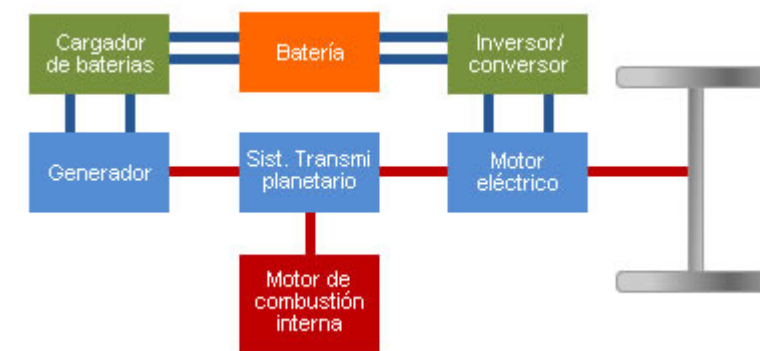 Cargador
de baterias
Batería
Inversor/
conversor
Generador
Sist. Transmi
planetario
Motor
eléctrico
Motor de
combustión
interna